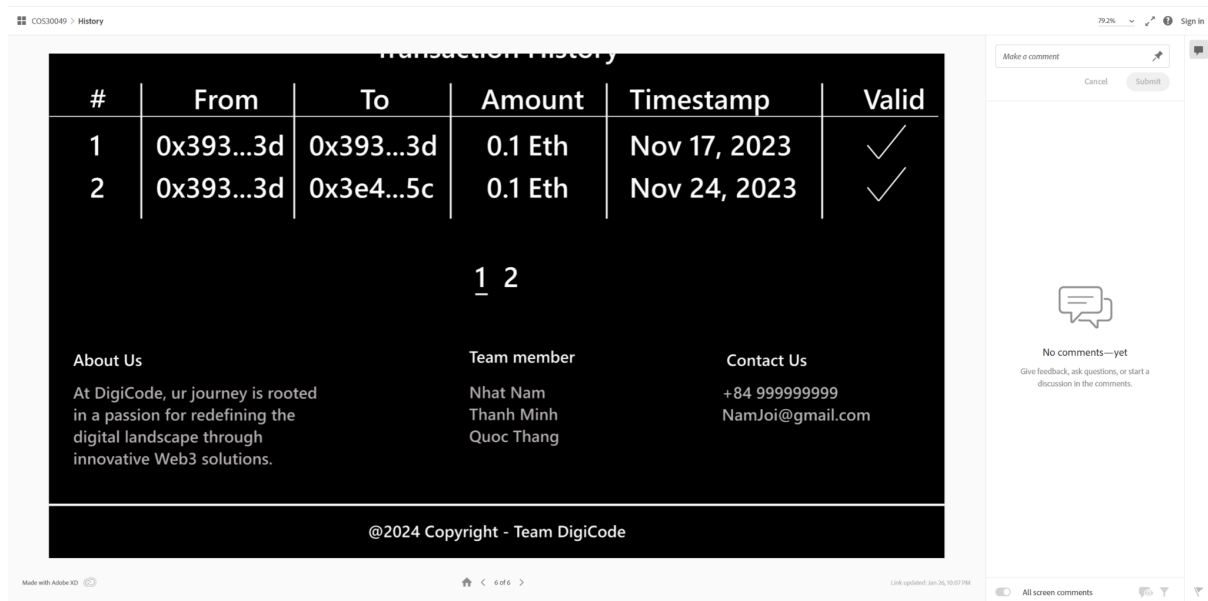 COS30049 > History
79.2%
Sign in
Transaction History
# From To Amount Timestamp Valid
1 0x393...3d 0x393...3d 0.1 Eth Nov 17, 2023
2 0x393...3d 0x3e4...5c 0.1 Eth Nov 24, 2023
1 2
About Us
At DigiCode, ur journey is rooted
in a passion for redefining the
digital landscape through
innovative Web3 solutions.
Team member
Nhat Nam
Thanh Minh
Quoc Thang
Contact Us
+84 999999999
NamJoi@gmail.com
@2024 Copyright - Team DigiCode
Made with Adobe XD
6 of 6
Link updated: Jan 26, 10:07 PM
Make a comment
Cancel
Submit
No comments—yet
Give feedback, ask questions, or start a
discussion in the comments.
All screen comments